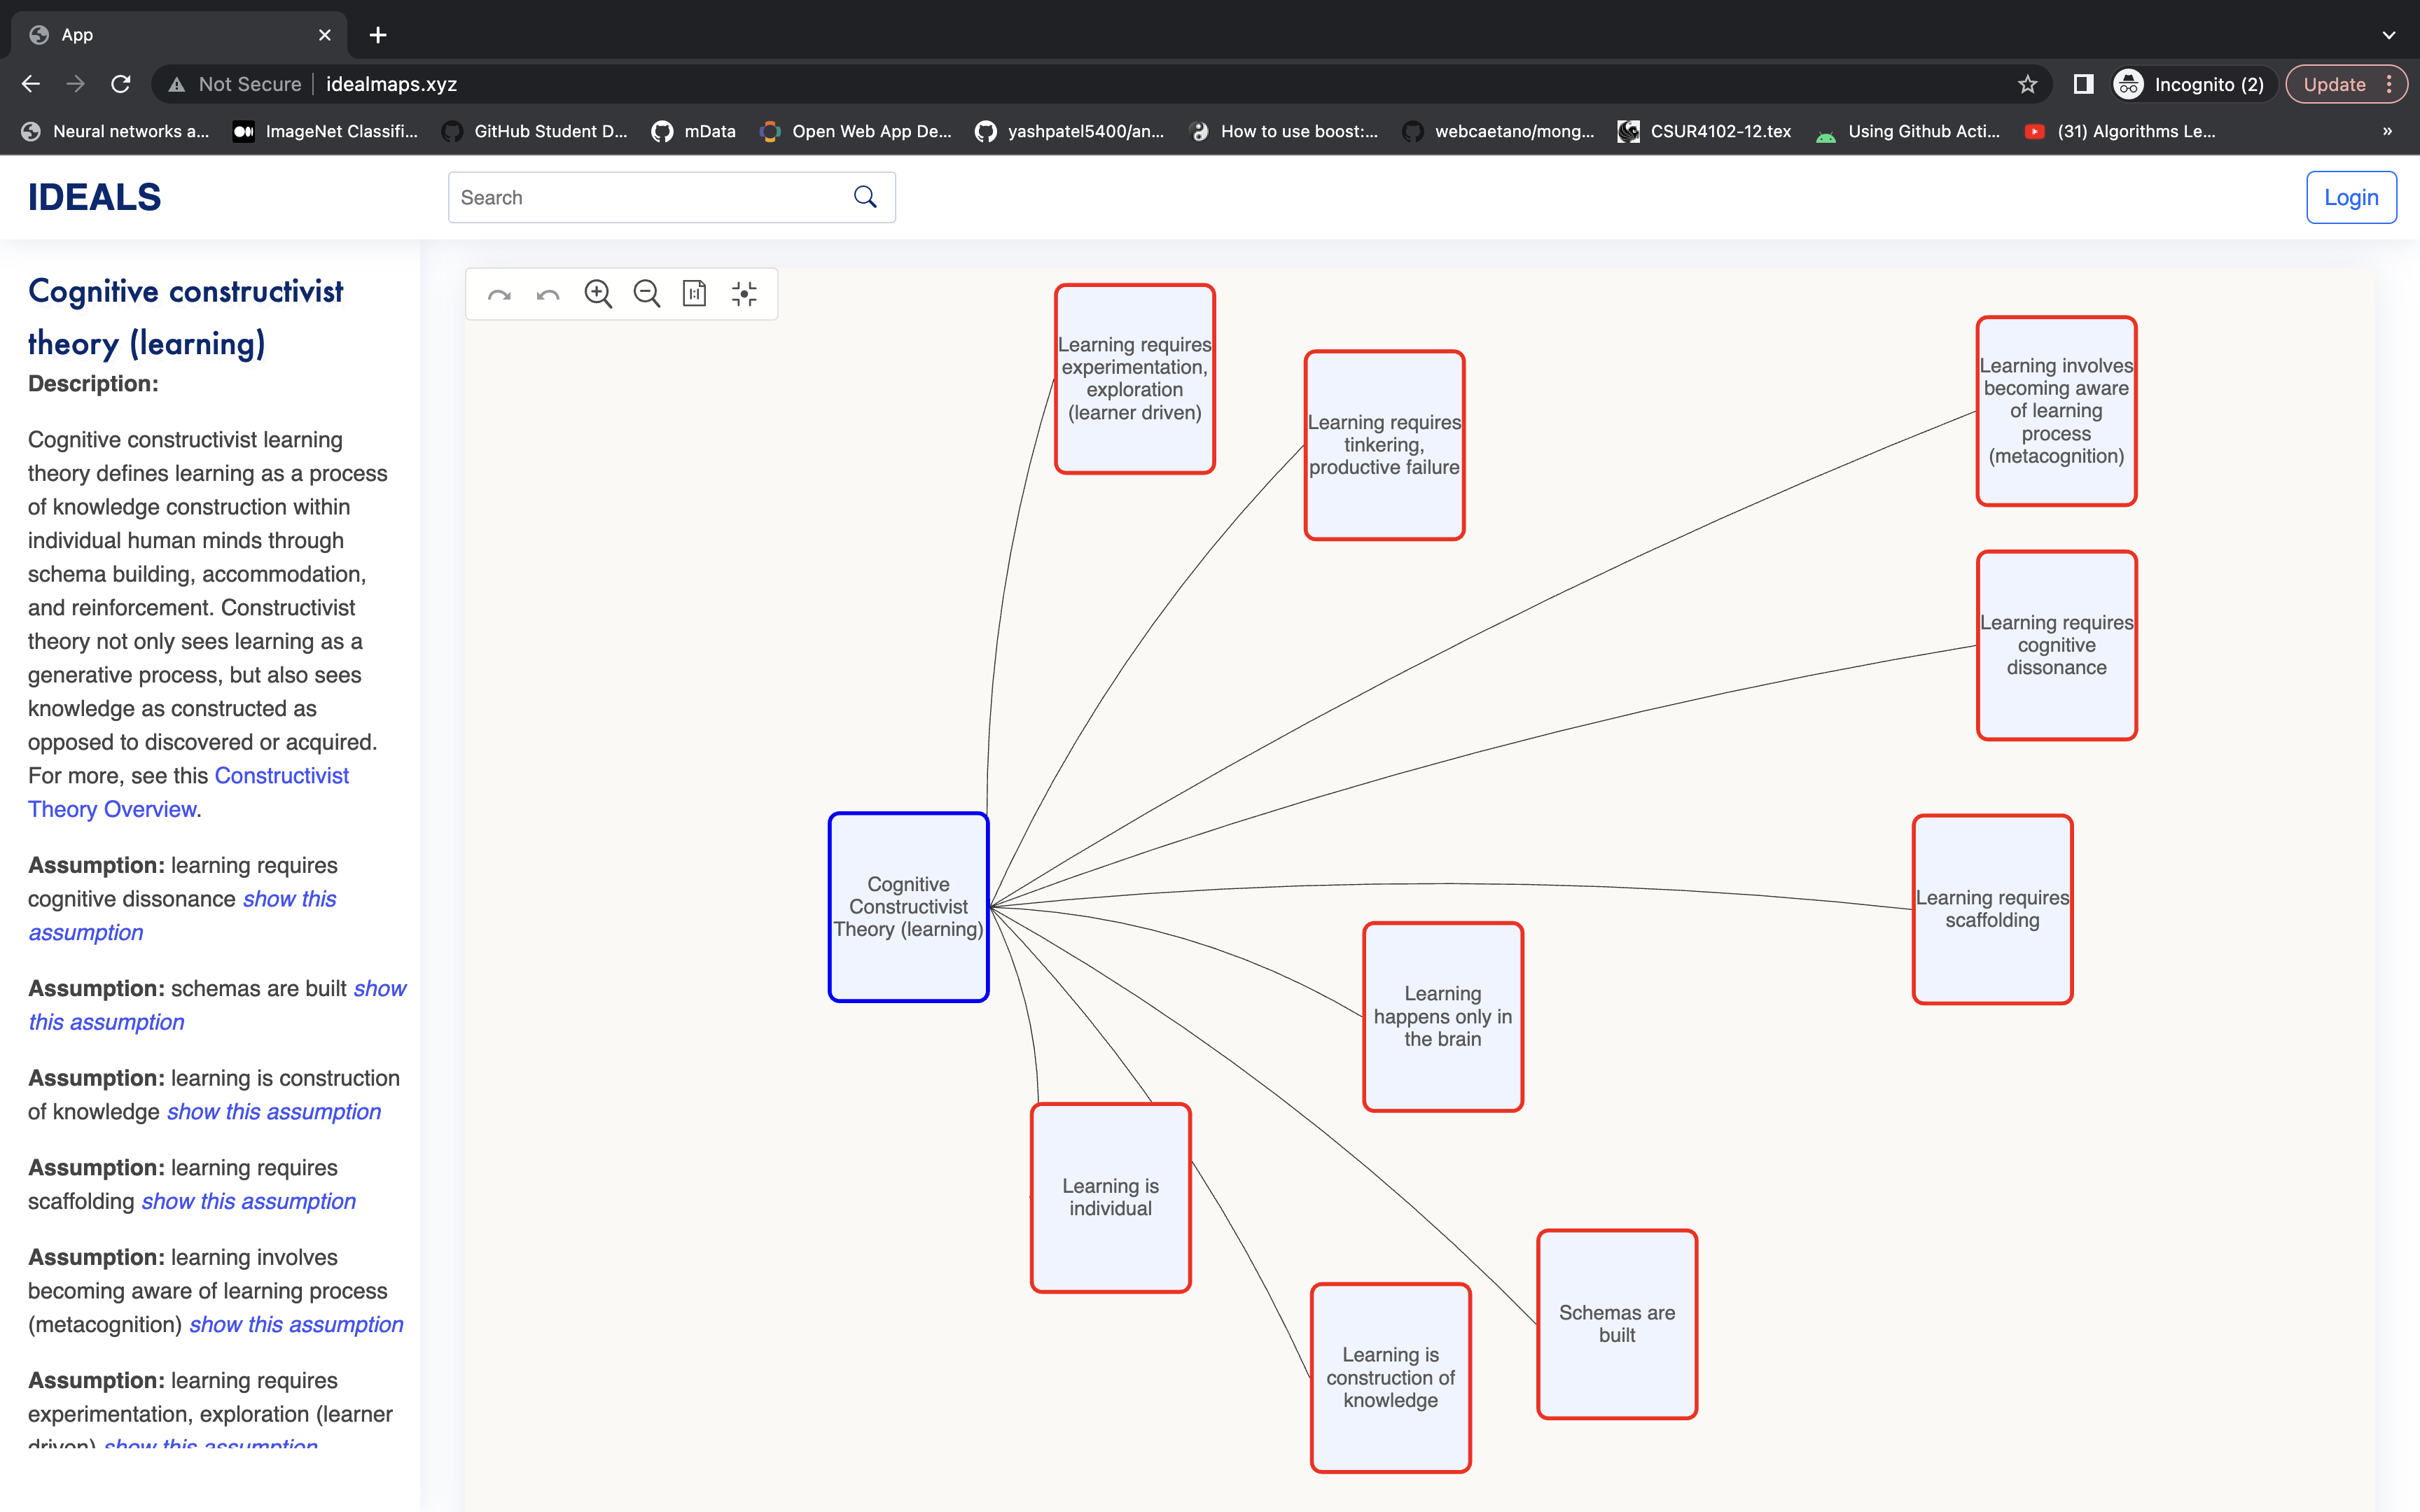 App
Not Secure
idealmaps.xyz
Incognito (2)
Update
Neural networks a...
ImageNet Classifi...
GitHub Student D...
mData
Open Web App De...
yashpatel5400/an...
How to use boost:...
webcaetano/mong...
CSUR4102-12.tex
Using Github Acti...
(31) Algorithms Le...
»
IDEALS
Search
Login
Cognitive constructivist
theory (learning)
Description:
Cognitive constructivist learning
theory defines learning as a process
of knowledge construction within
individual human minds through
schema building, accommodation,
and reinforcement. Constructivist
theory not only sees learning as a
generative process, but also sees
knowledge as constructed as
opposed to discovered or acquired.
For more, see this Constructivist
Theory Overview.
Assumption: learning requires
cognitive dissonance show this
assumption
Assumption: schemas are built show
this assumption
Assumption: learning is construction
of knowledge show this assumption
Assumption: learning requires
scaffolding show this assumption
Assumption: learning involves
becoming aware of learning process
(metacognition) show this assumption
Assumption: learning requires
experimentation, exploration (learner
driven) show this assumption
Learning requires
experimentation,
exploration
(learner driven)
Learning requires
tinkering,
productive failure
Learning involves
becoming aware
of learning
process
(metacognition)
Learning requires
cognitive
dissonance
Cognitive
Constructivist
Theory (learning)
Learning requires
scaffolding
Learning
happens only in
the brain
Learning is
individual
Schemas are
built
Learning is
construction of
knowledge